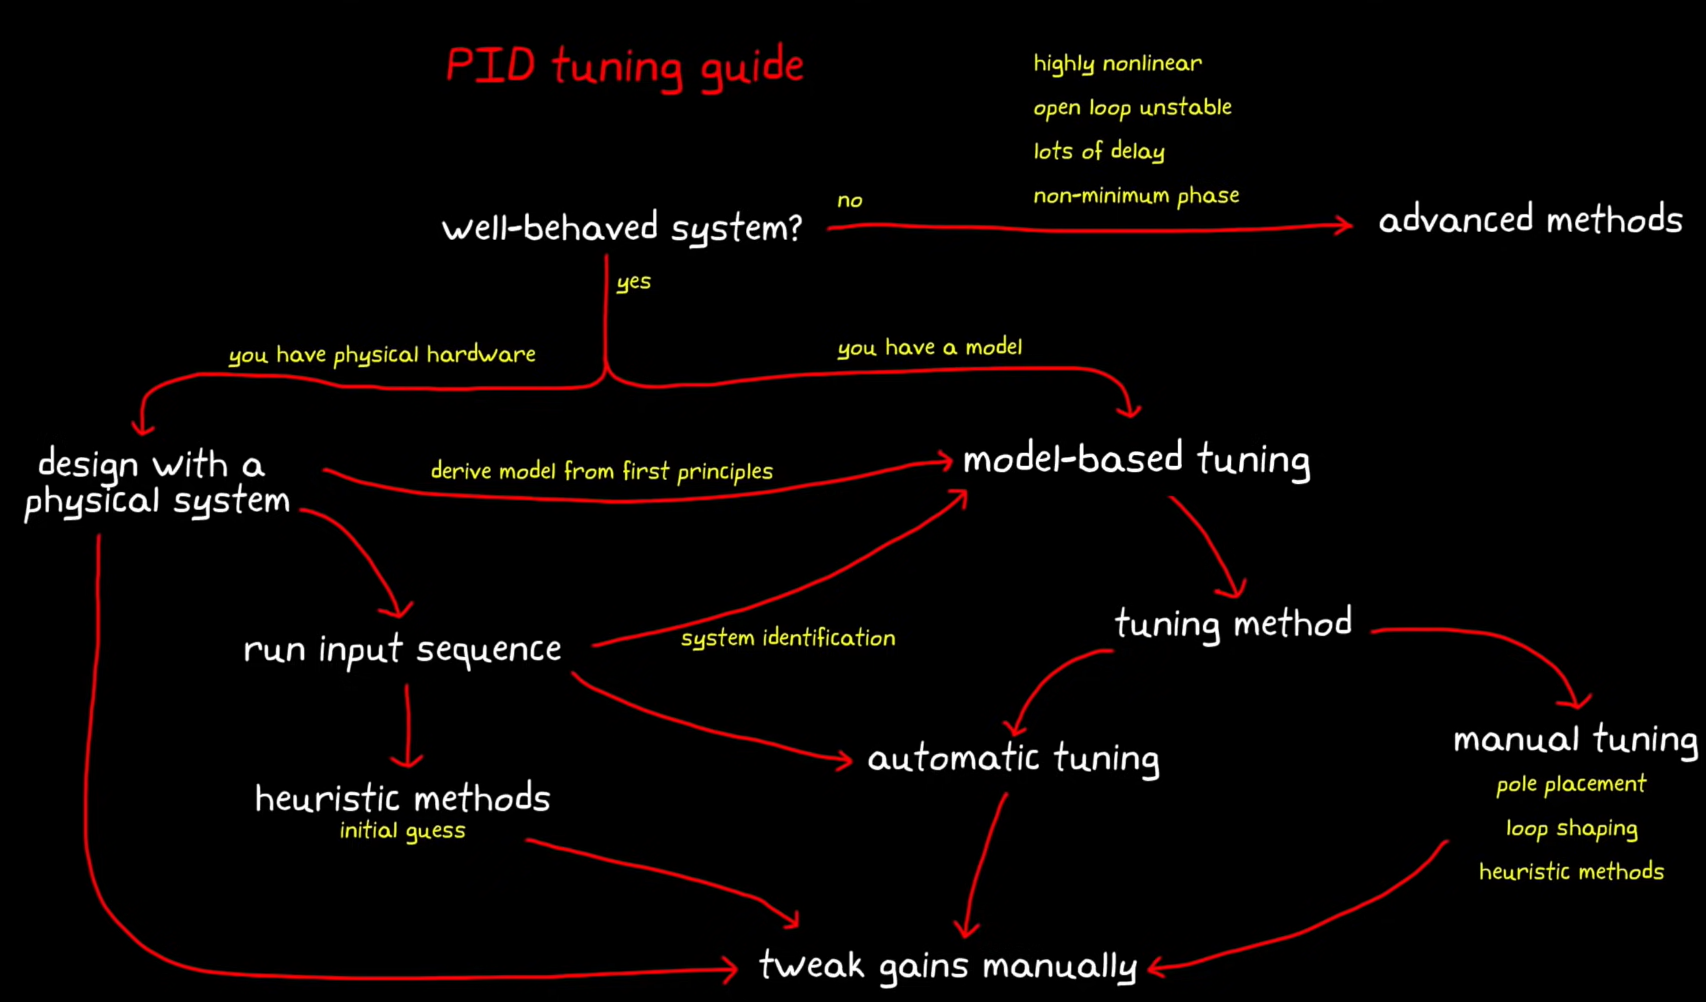 PID tuning guide
highly nonlinear
open loop unstable
lots of delay
non-minimum phase
well-behaved system?
no
advanced methods
yes
you have physical hardware
you have a model
design with a
physical system
derive model from first principles
model-based tuning
run input sequence
system identification
tuning method
heuristic methods
initial guess
automatic tuning
manual tuning
pole placement
loop shaping
heuristic methods
tweak gains manually